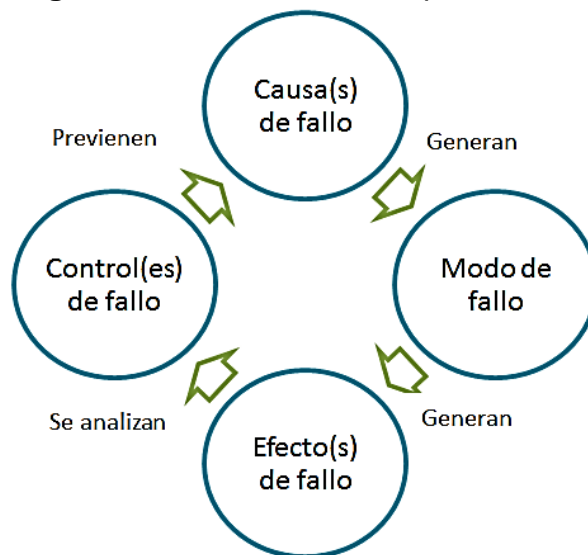 Causa(s)
de fallo
Previenen
Generan
Control(es)
de fallo
Modo de
fallo
Se analizan
Generan
Efecto(s)
de fallo